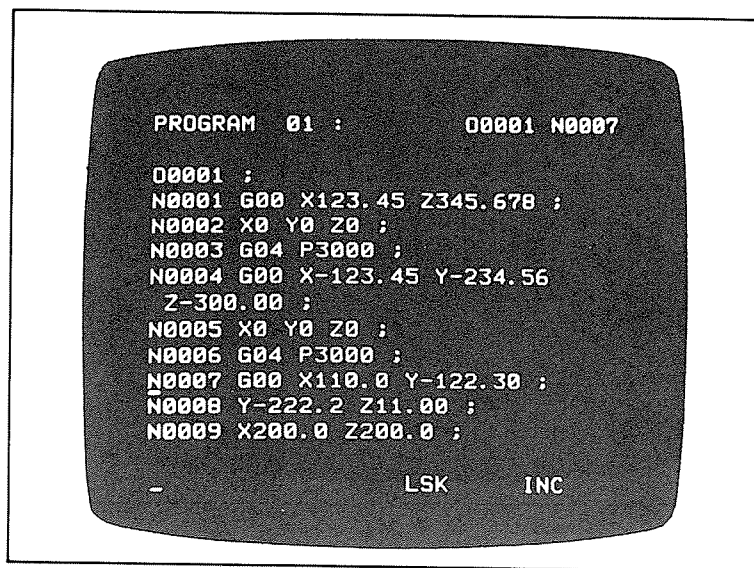 PROGRAM 01 : O0001 N0007
O0001 ;
N0001 G00 X123.45 Z345.678 ;
N0002 X0 Y0 Z0 ;
N0003 G04 P3000 ;
N0004 G00 X-123.45 Y-234.56
Z-300.00 ;
N0005 X0 Y0 Z0 ;
N0006 G04 P3000 ;
N0007 G00 X110.0 Y-122.30 ;
N0008 Y-222.2 Z11.00 ;
N0009 X200.0 Z200.0 ;
_ LSK INC